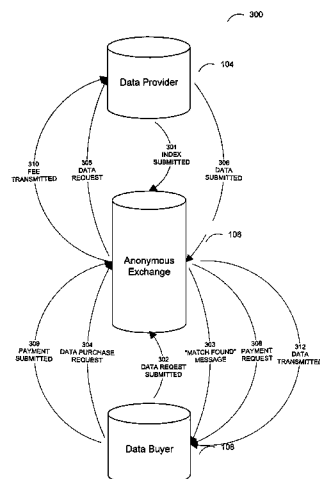 300
104
Data Provider
310
FEE
TRANSMITTED
305
DATA
REQUEST
301
INDEX
SUBMITTED
306
DATA
SUBMITTED
106
Anonymous
Exchange
309
PAYMENT
SUBMITTED
304
DATA PURCHASE
REQUEST
302
DATA REQEST
SUBMITTED
303
"MATCH FOUND"
MESSAGE
308
PAYMENT
REQUEST
312
DATA
TRANSMITTED
Data Buyer
106